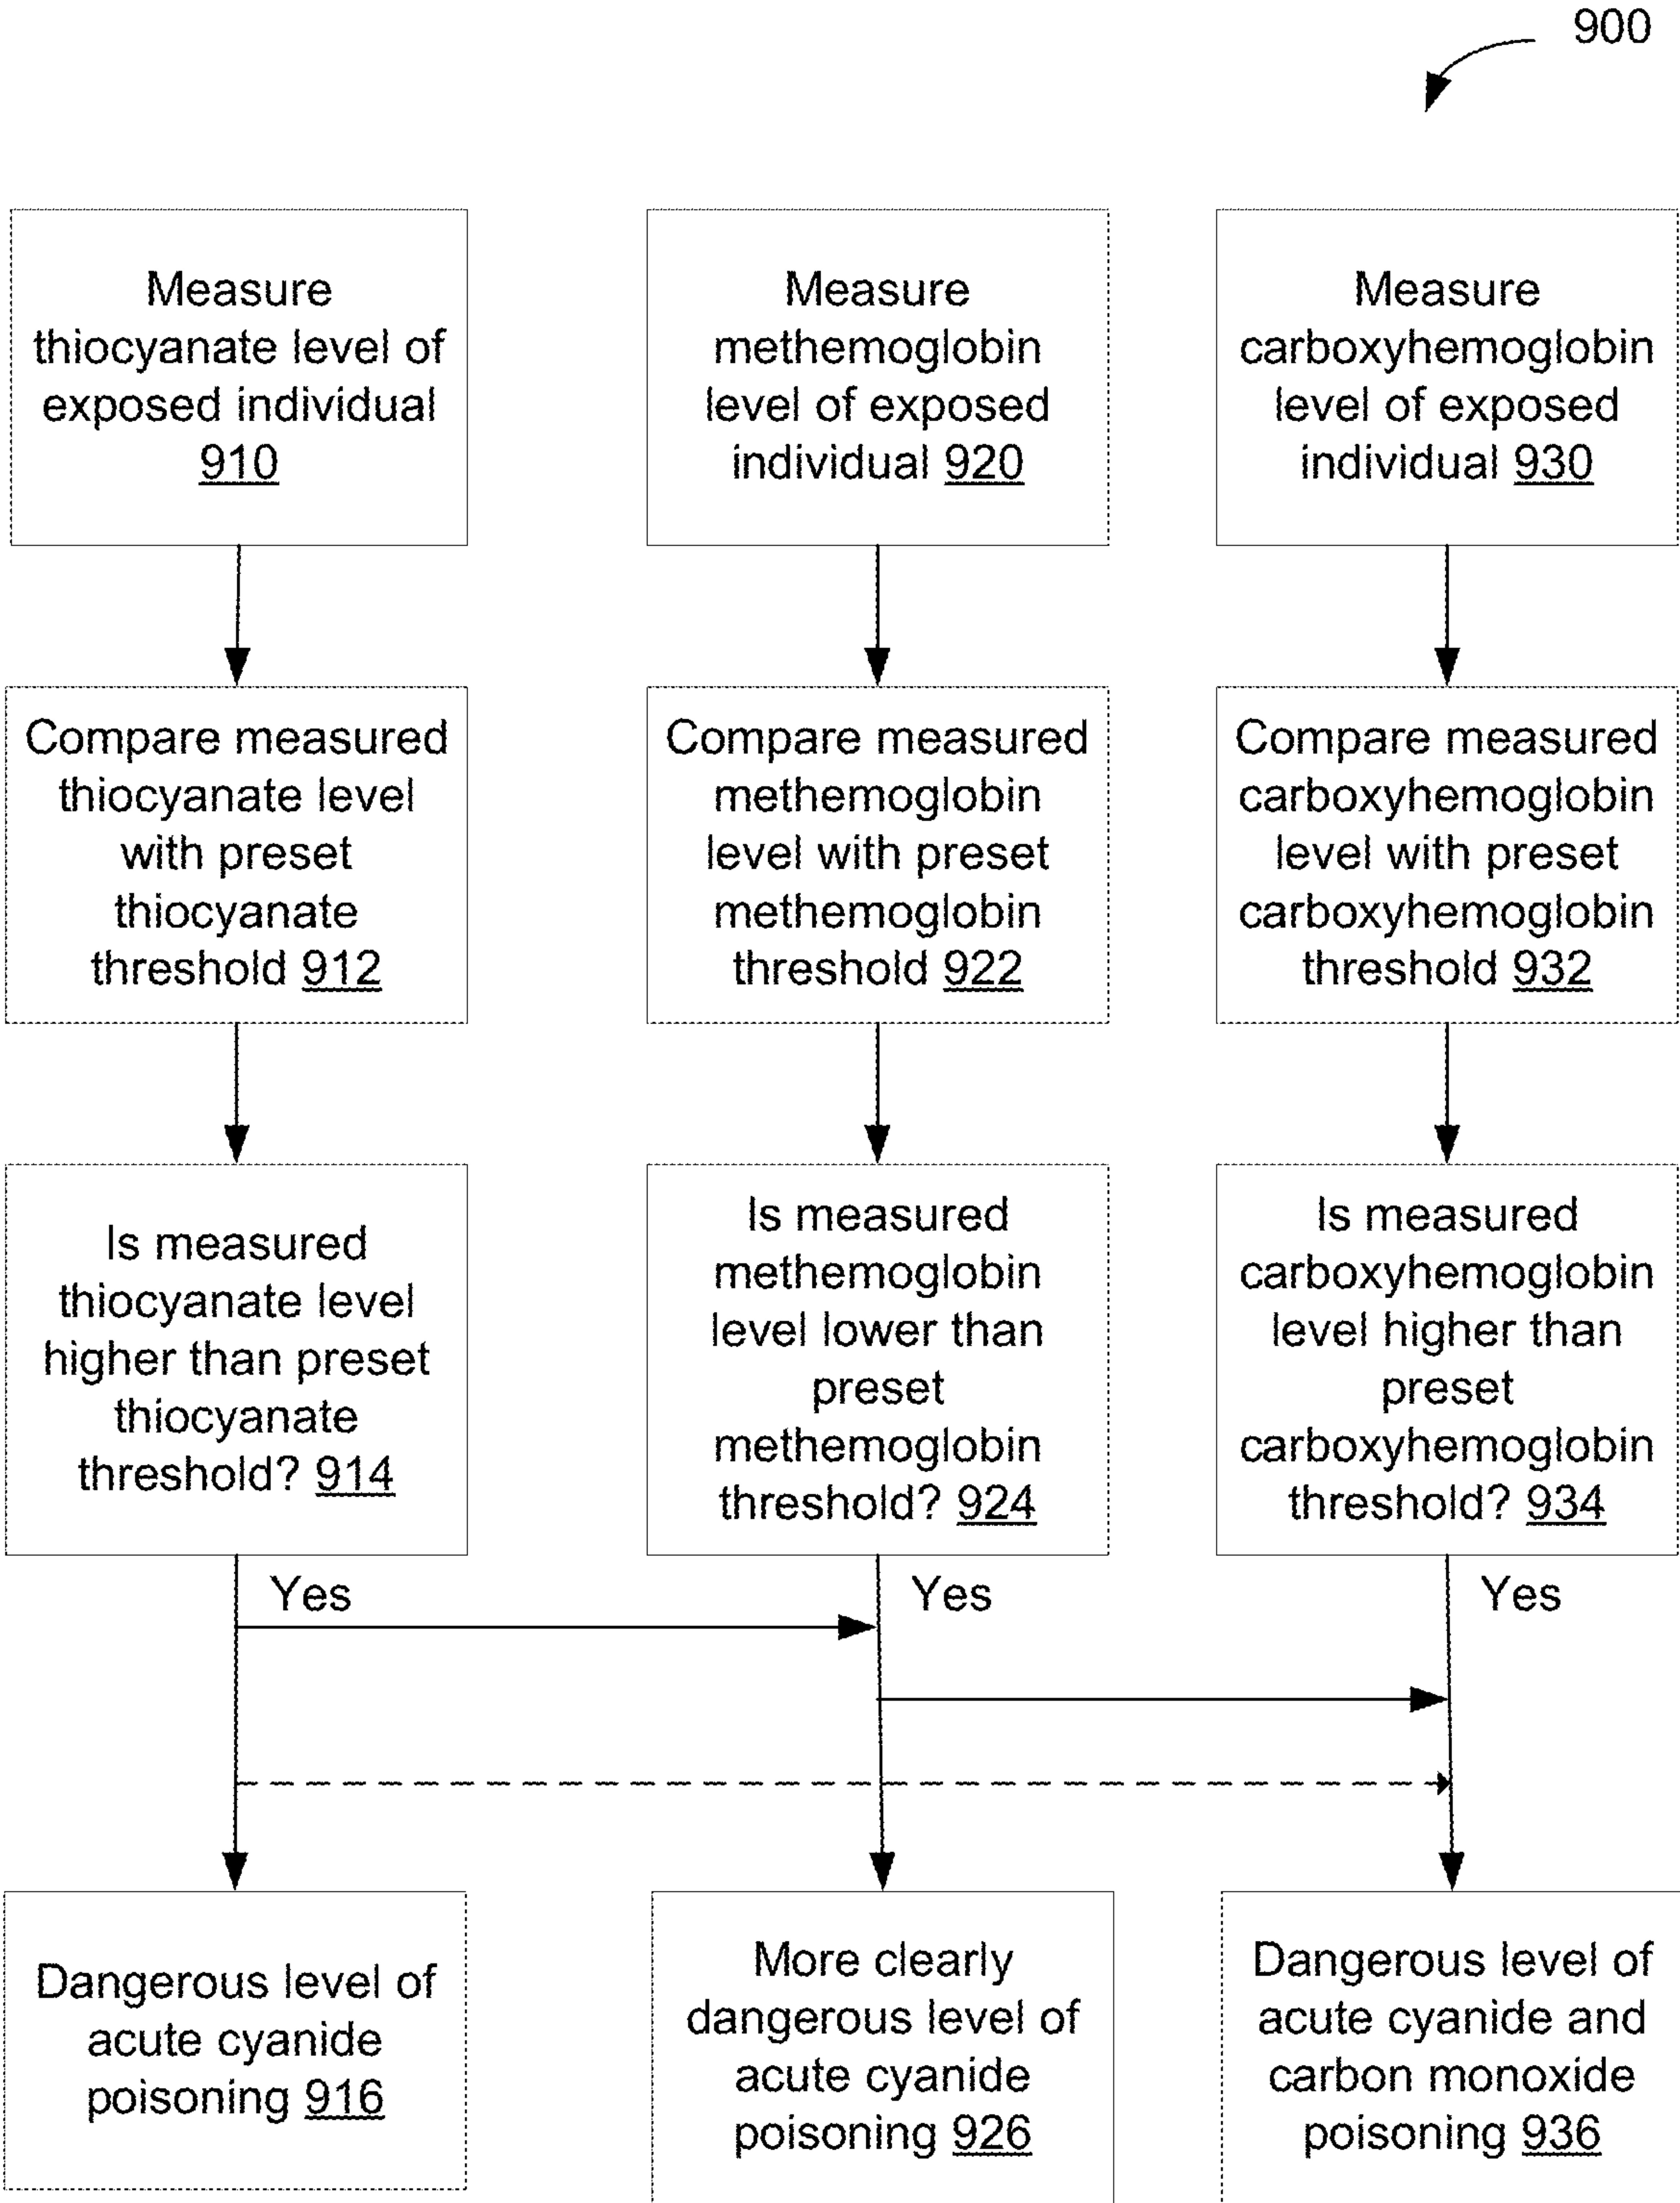 900
Measure
thiocyanate level of
exposed individual
910
Measure
methemoglobin
level of exposed
individual 920
Measure
carboxyhemoglobin
level of exposed
individual 930
Compare measured
thiocyanate level
with preset
thiocyanate
threshold 912
Compare measured
methemoglobin
level with preset
methemoglobin
threshold 922
Compare measured
carboxyhemoglobin
level with preset
carboxyhemoglobin
threshold 932
Is measured
thiocyanate level
higher than preset
thiocyanate
threshold? 914
Is measured
methemoglobin
level lower than
preset
methemoglobin
threshold? 924
Is measured
carboxyhemoglobin
level higher than
preset
carboxyhemoglobin
threshold? 934
Yes
Yes
Yes
Dangerous level of
acute cyanide
poisoning 916
More clearly
dangerous level of
acute cyanide
poisoning 926
Dangerous level of
acute cyanide and
carbon monoxide
poisoning 936